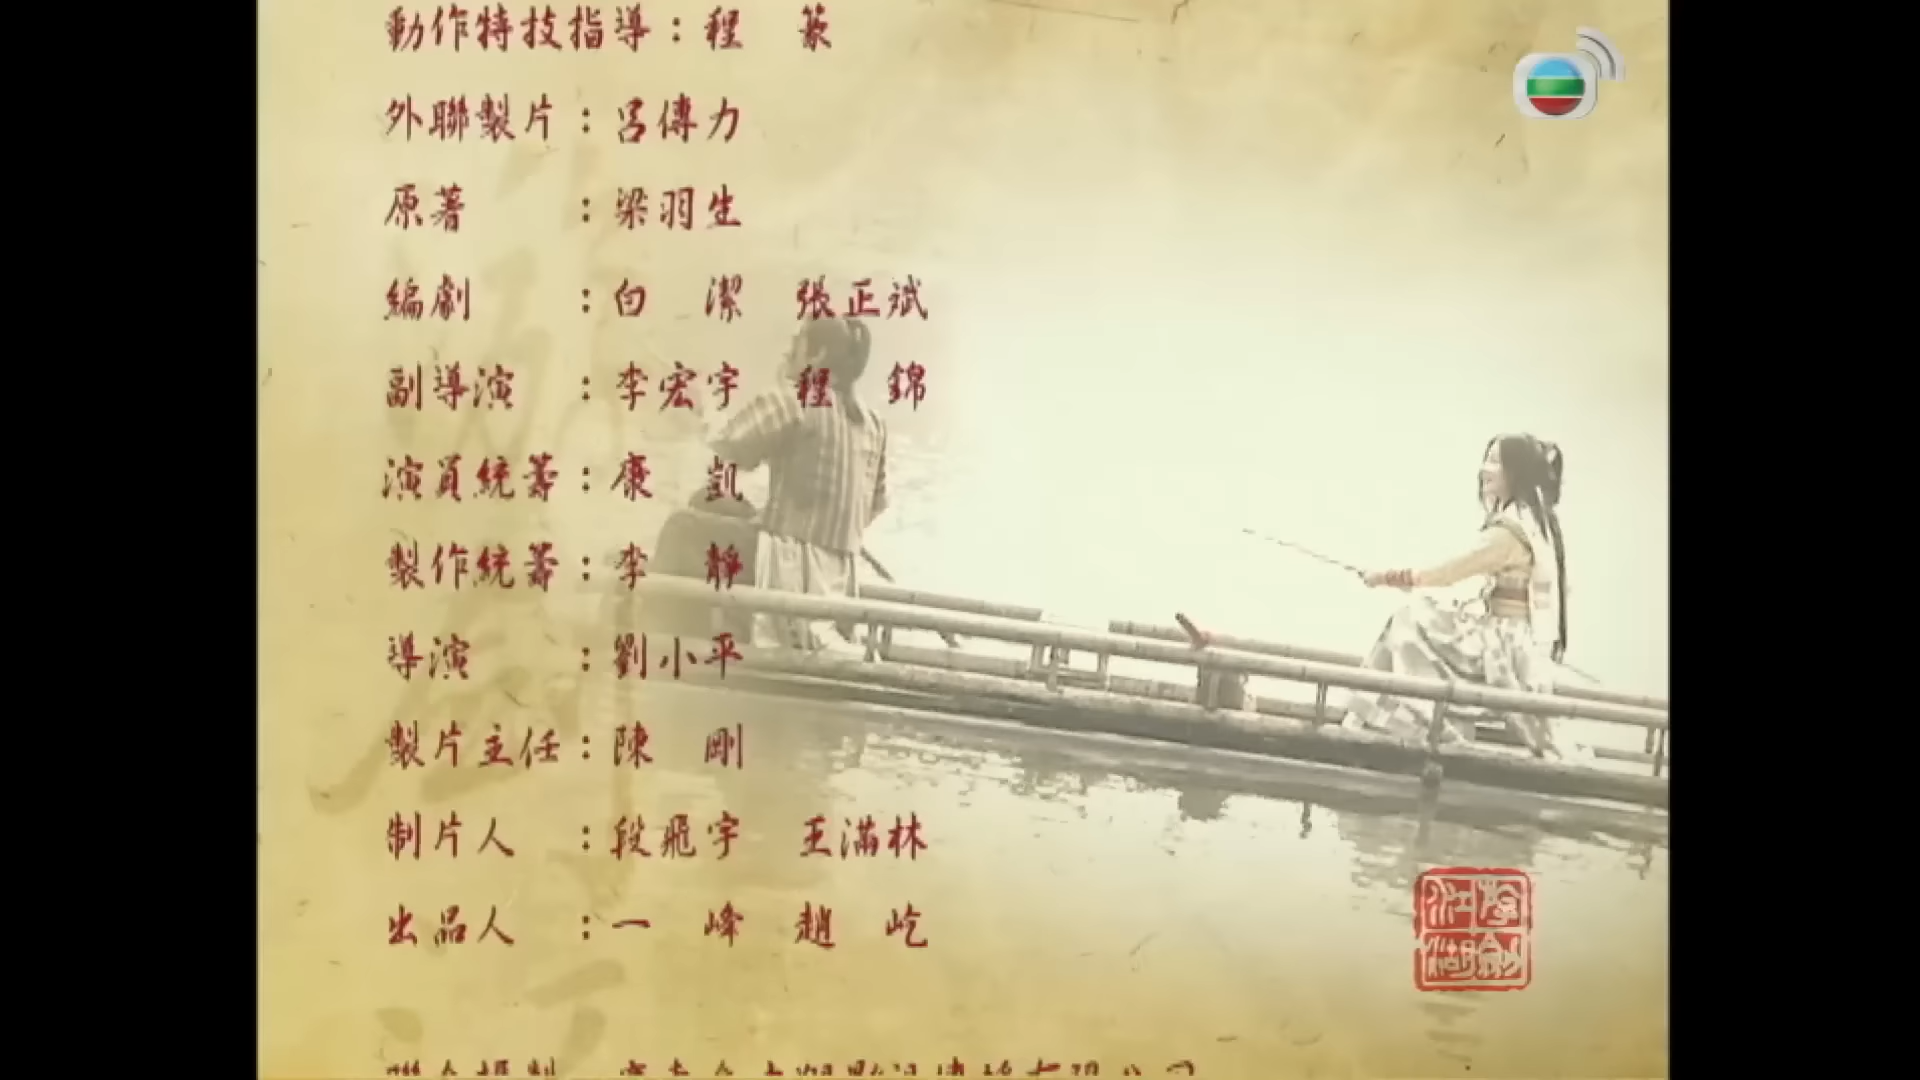 動作特技指導：程 篆
外聯製片：呂傳力
原著：梁羽生
編劇：白 潔 張正斌
副導演：李宏宇 程 錦
演員統籌：康 凱
製作統籌：李 靜
導演：劉小平
製片主任：陳 剛
制片人：段飛宇 王滿林
出品人：一 峰 趙 屹